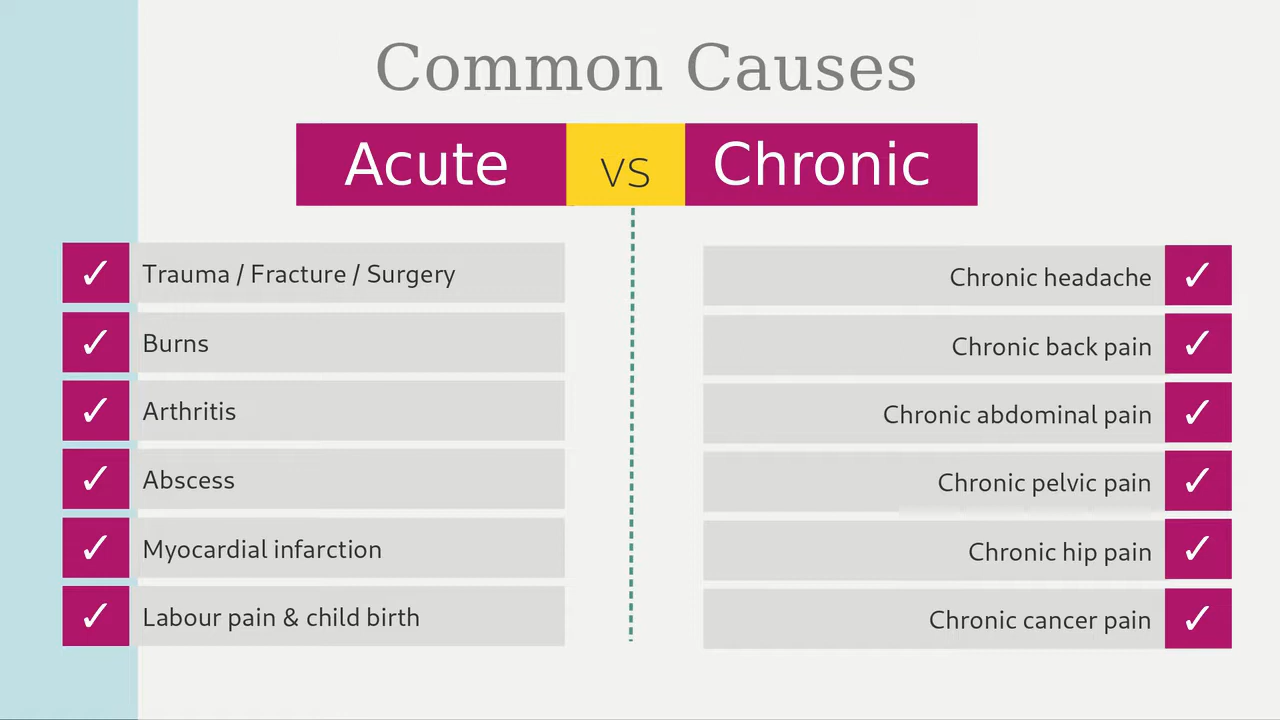 Common Causes
Acute vs Chronic
✓ Trauma / Fracture / Surgery
✓ Burns
✓ Arthritis
✓ Abscess
✓ Myocardial infarction
✓ Labour pain & child birth
Chronic headache ✓
Chronic back pain ✓
Chronic abdominal pain ✓
Chronic pelvic pain ✓
Chronic hip pain ✓
Chronic cancer pain ✓